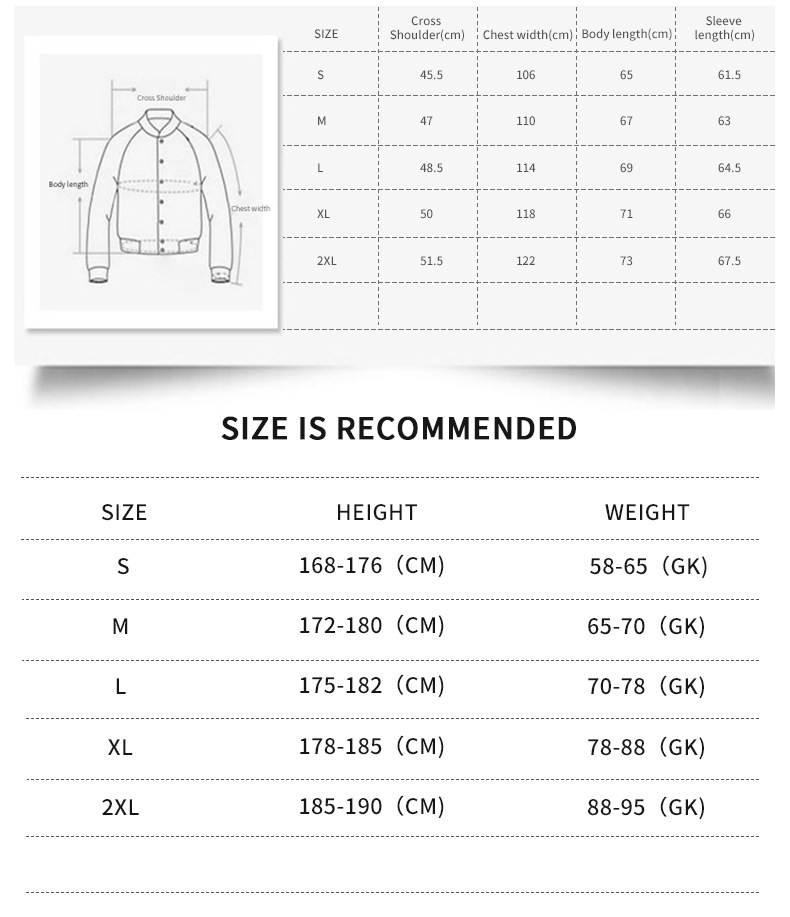 SIZE Cross Shoulder(cm) Chest width(cm) Body length(cm) Sleeve length(cm)
S 45.5 106 65 61.5
M 47 110 67 63
L 48.5 114 69 64.5
XL 50 118 71 66
2XL 51.5 122 73 67.5
Cross Shoulder
Body length
Chest width
SIZE IS RECOMMENDED
SIZE HEIGHT WEIGHT
S 168-176（CM) 58-65（GK)
M 172-180（CM) 65-70（GK)
L 175-182（CM) 70-78（GK)
XL 178-185（CM) 78-88（GK)
2XL 185-190（CM) 88-95（GK)